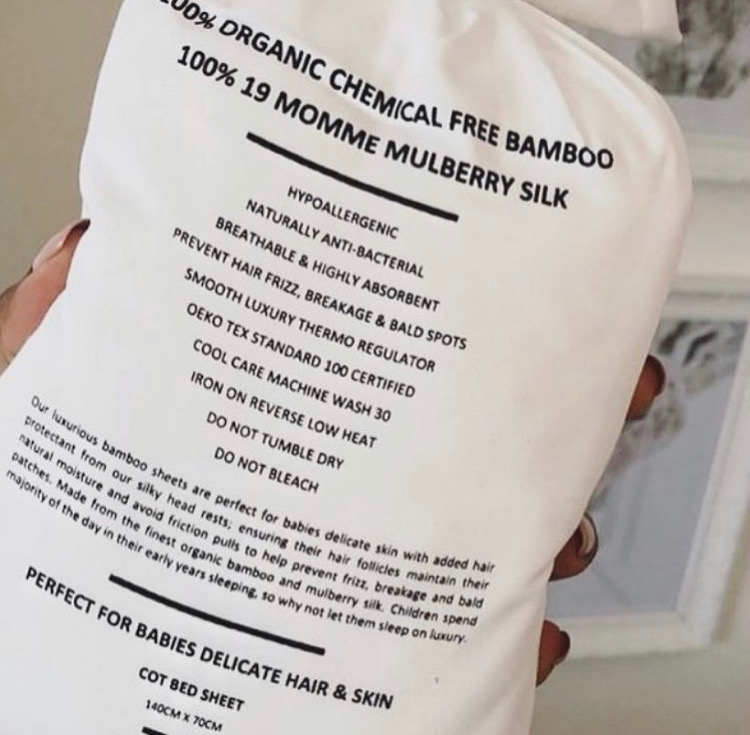 100% ORGANIC CHEMICAL FREE BAMBOO
100% 19 MOMME MULBERRY SILK
HYPOALLERGENIC
NATURALLY ANTI-BACTERIAL
BREATHABLE & HIGHLY ABSORBENT
PREVENT HAIR FRIZZ, BREAKAGE & BALD SPOTS
SMOOTH LUXURY THERMO REGULATOR
OEKO TEX STANDARD 100 CERTIFIED
COOL CARE MACHINE WASH 30
IRON ON REVERSE LOW HEAT
DO NOT TUMBLE DRY
DO NOT BLEACH
Our luxurious bamboo sheets are perfect for babies delicate skin with added hair
protectant from our silky head rests; ensuring their hair follicles maintain their
natural moisture and avoid friction pulls to help prevent frizz, breakage and bald
patches. Made from the finest organic bamboo and mulberry silk. Children spend
majority of the day in their early years sleeping, so why not let them sleep on luxury.
PERFECT FOR BABIES DELICATE HAIR & SKIN
COT BED SHEET
140CM X 70CM